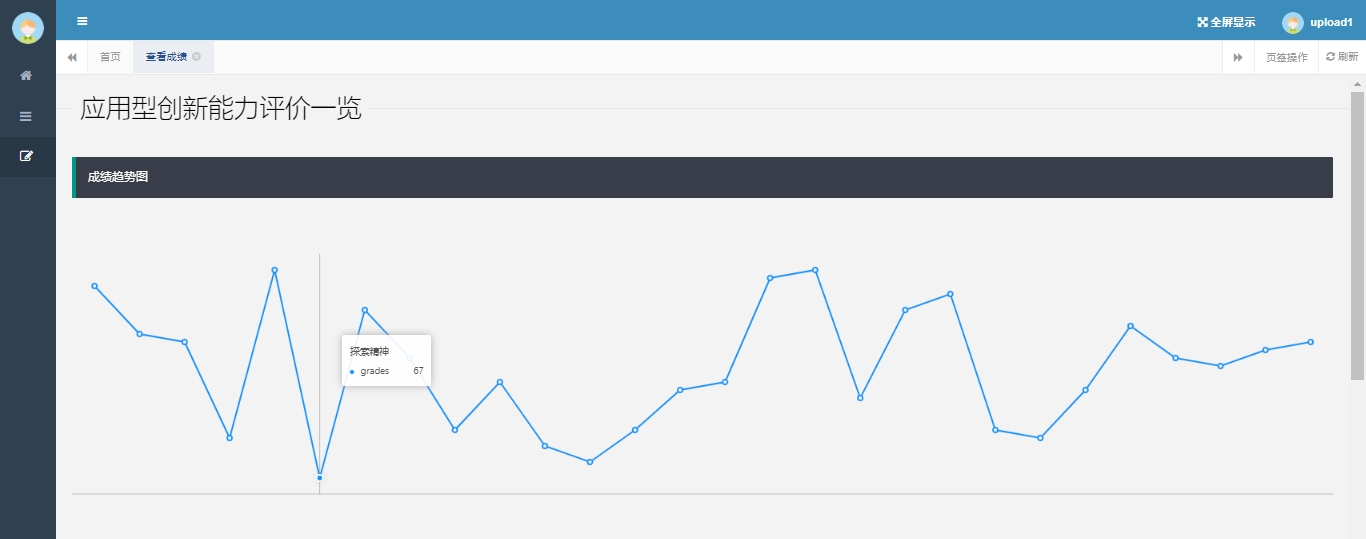 全屏显示
upload1
首页
查看成绩
页签操作
刷新
应用型创新能力评价一览
成绩趋势图
探索精神
grades 67